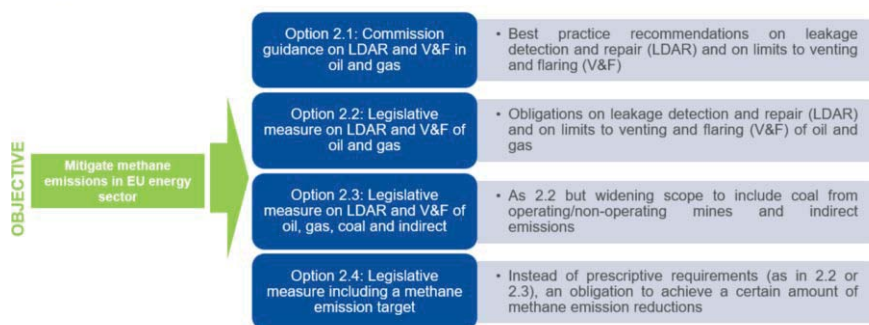 OBJECTIVE
Mitigate methane
emissions in EU energy
sector
Option 2.1: Commission
guidance on LDAR and V&F in
oil and gas
• Best practice recommendations on leakage
detection and repair (LDAR) and on limits to venting
and flaring (V&F)
Option 2.2: Legislative
measure on LDAR and V&F of
oil and gas
• Obligations on leakage detection and repair (LDAR)
and on limits to venting and flaring (V&F) of oil and
gas
Option 2.3: Legislative
measure on LDAR and V&F of
oil, gas, coal and indirect
• As 2.2 but widening scope to include coal from
operating/non-operating mines and indirect
emissions
Option 2.4: Legislative
measure including a methane
emission target
• Instead of prescriptive requirements (as in 2.2 or
2.3), an obligation to achieve a certain amount of
methane emission reductions